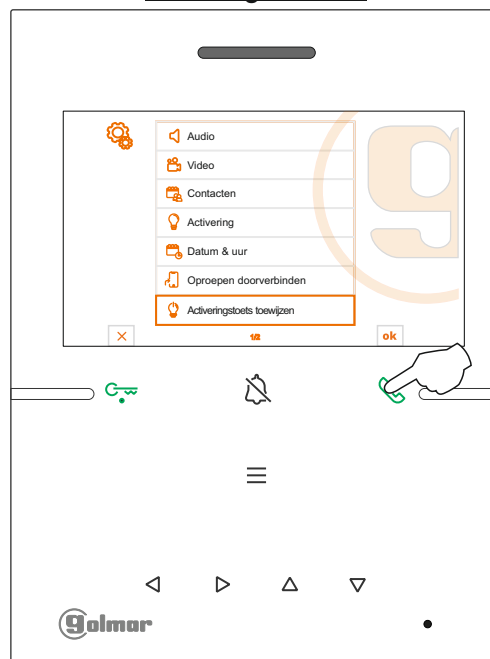 Audio
Video
Contacten
Activering
Datum & uur
Oproepen doorverbinden
Activeringstoets toewijzen
1/2
ok
golmar